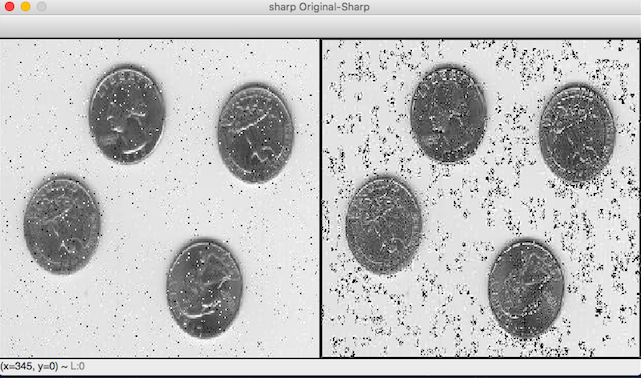 sharp Original-Sharp
(x=345, y=0) ~ L:0